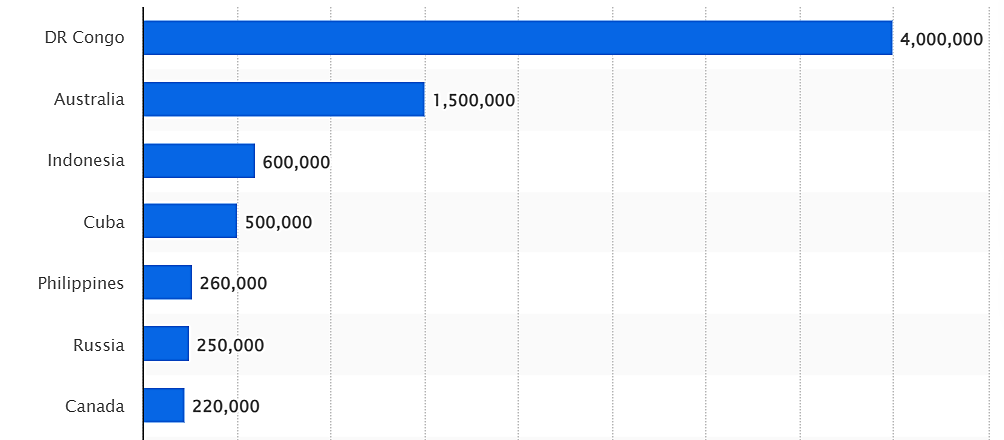 DR Congo 4,000,000
Australia 1,500,000
Indonesia 600,000
Cuba 500,000
Philippines 260,000
Russia 250,000
Canada 220,000